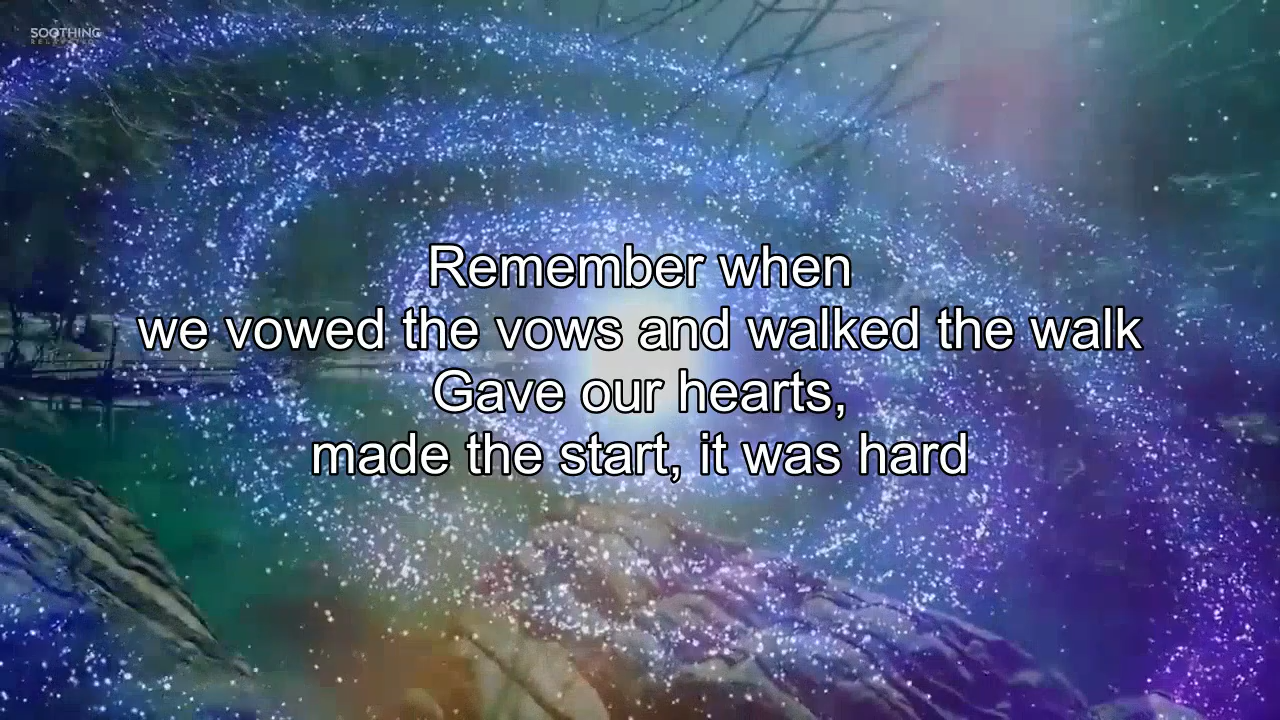 SOOTHING
RELAXATION
Remember when
we vowed the vows and walked the walk
Gave our hearts,
made the start, it was hard